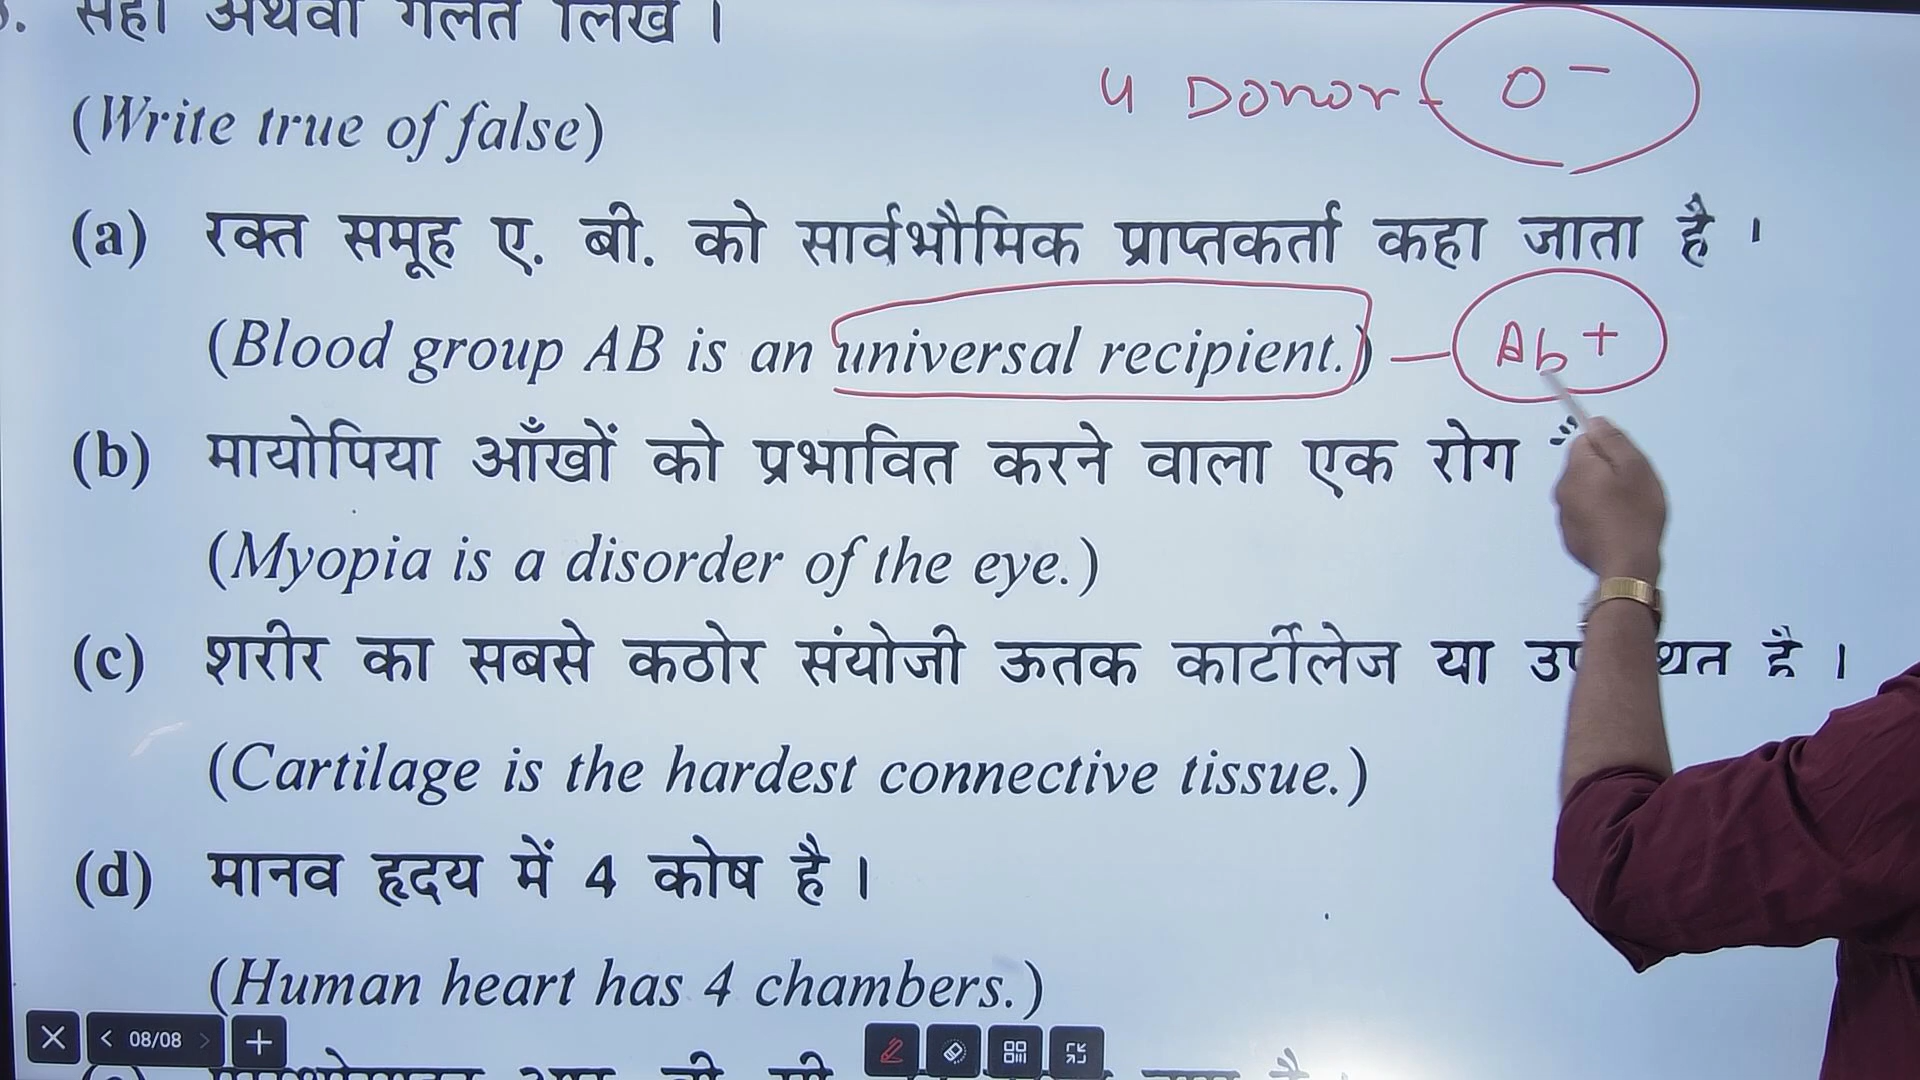 सही अथवा गलत लिखें ।
4 Donor - O⁻
(Write true of false)
(a) रक्त समूह ए. बी. को सार्वभौमिक प्राप्तकर्ता कहा जाता है ।
(Blood group AB is an universal recipient.) — Ab +
(b) मायोपिया आँखों को प्रभावित करने वाला एक रोग
(Myopia is a disorder of the eye.)
(c) शरीर का सबसे कठोर संयोजी ऊतक कार्टीलेज या है ।
(Cartilage is the hardest connective tissue.)
(d) मानव हृदय में 4 कोष है ।
(Human heart has 4 chambers.)
08/08